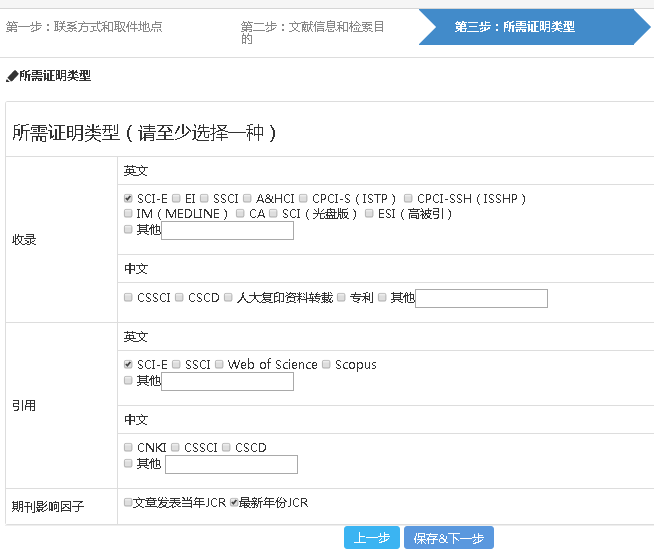 第一步：联系方式和取件地点
第二步：文献信息和检索目
的
第三步：所需证明类型
所需证明类型
所需证明类型（请至少选择一种）
英文
收录
SCI-E EI SSCI A&HCI CPCI-S（ISTP） CPCI-SSH（ISSHP）
IM（MEDLINE） CA SCI（光盘版） ESI（高被引）
其他
中文
CSSCI CSCD 人大复印资料转载 专利 其他
英文
引用
SCI-E SSCI Web of Science Scopus
其他
中文
CNKI CSSCI CSCD
其他
期刊影响因子
文章发表当年JCR 最新年份JCR
上一步 保存&下一步